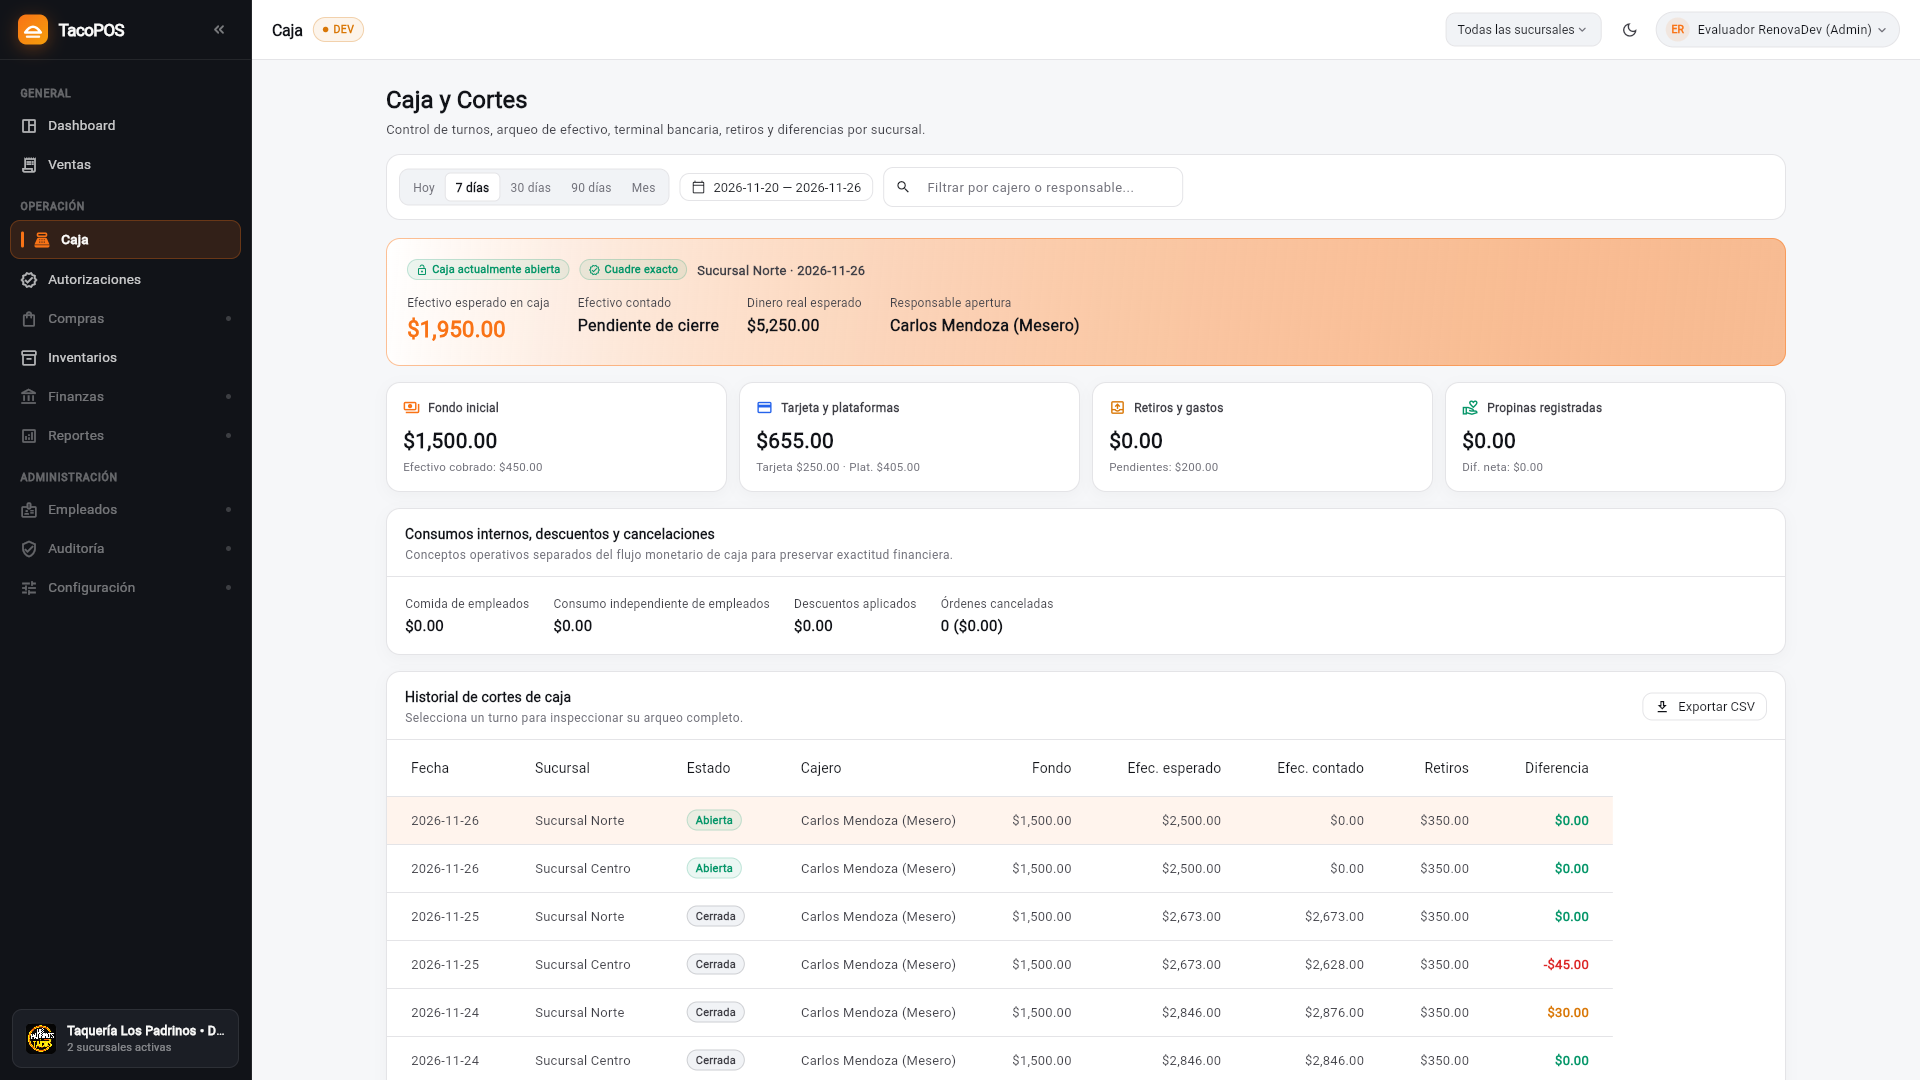 TacoPOS
GENERAL
Dashboard
Ventas
OPERACIÓN
Caja
Autorizaciones
Compras
Inventarios
Finanzas
Reportes
ADMINISTRACIÓN
Empleados
Auditoría
Configuración
Taquería Los Padrinos • D...
2 sucursales activas
Caja
DEV
Todas las sucursales
ER Evaluador RenovaDev (Admin)
Caja y Cortes
Control de turnos, arqueo de efectivo, terminal bancaria, retiros y diferencias por sucursal.
Hoy 7 días 30 días 90 días Mes
2026-11-20 — 2026-11-26
Filtrar por cajero o responsable...
Caja actualmente abierta Cuadre exacto Sucursal Norte · 2026-11-26
Efectivo esperado en caja Efectivo contado Dinero real esperado Responsable apertura
$1,950.00 Pendiente de cierre $5,250.00 Carlos Mendoza (Mesero)
Fondo inicial
$1,500.00
Efectivo cobrado: $450.00
Tarjeta y plataformas
$655.00
Tarjeta $250.00 · Plat. $405.00
Retiros y gastos
$0.00
Pendientes: $200.00
Propinas registradas
$0.00
Dif. neta: $0.00
Consumos internos, descuentos y cancelaciones
Conceptos operativos separados del flujo monetario de caja para preservar exactitud financiera.
Comida de empleados Consumo independiente de empleados Descuentos aplicados Órdenes canceladas
$0.00 $0.00 $0.00 0 ($0.00)
Historial de cortes de caja
Selecciona un turno para inspeccionar su arqueo completo.
Exportar CSV
Fecha Sucursal Estado Cajero Fondo Efec. esperado Efec. contado Retiros Diferencia
2026-11-26 Sucursal Norte Abierta Carlos Mendoza (Mesero) $1,500.00 $2,500.00 $0.00 $350.00 $0.00
2026-11-26 Sucursal Centro Abierta Carlos Mendoza (Mesero) $1,500.00 $2,500.00 $0.00 $350.00 $0.00
2026-11-25 Sucursal Norte Cerrada Carlos Mendoza (Mesero) $1,500.00 $2,673.00 $2,673.00 $350.00 $0.00
2026-11-25 Sucursal Centro Cerrada Carlos Mendoza (Mesero) $1,500.00 $2,673.00 $2,628.00 $350.00 -$45.00
2026-11-24 Sucursal Norte Cerrada Carlos Mendoza (Mesero) $1,500.00 $2,846.00 $2,876.00 $350.00 $30.00
2026-11-24 Sucursal Centro Cerrada Carlos Mendoza (Mesero) $1,500.00 $2,846.00 $2,846.00 $350.00 $0.00